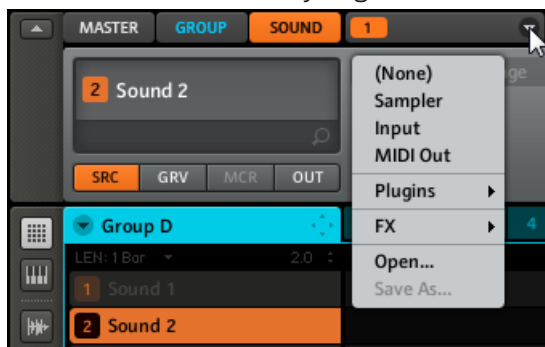 MASTER GROUP SOUND 1
2 Sound 2
SRC GRV MCR OUT
(None)
Sampler
Input
MIDI Out
Plugins
FX
Open...
Save As...
Group D
4
LEN: 1 Bar 2.0
1 Sound 1
2 Sound 2